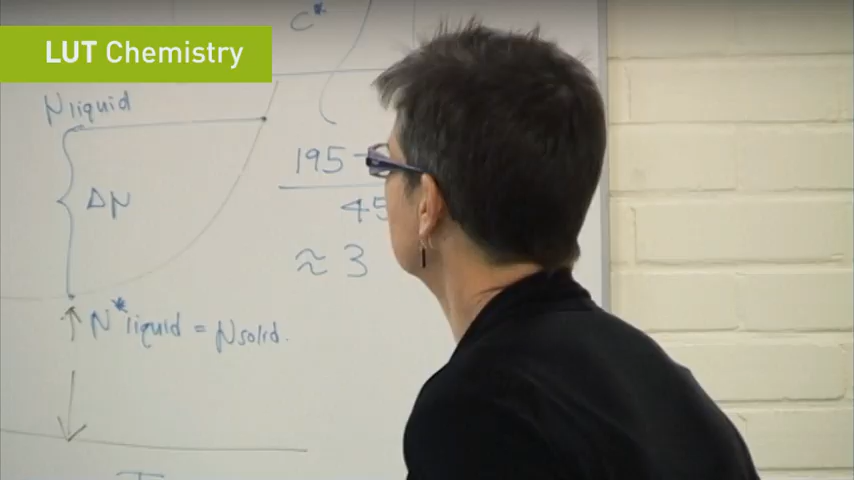 LUT Chemistry
C*
μliquid
195 -
45
Δμ
≈ 3
μ*liquid = μsolid.
T